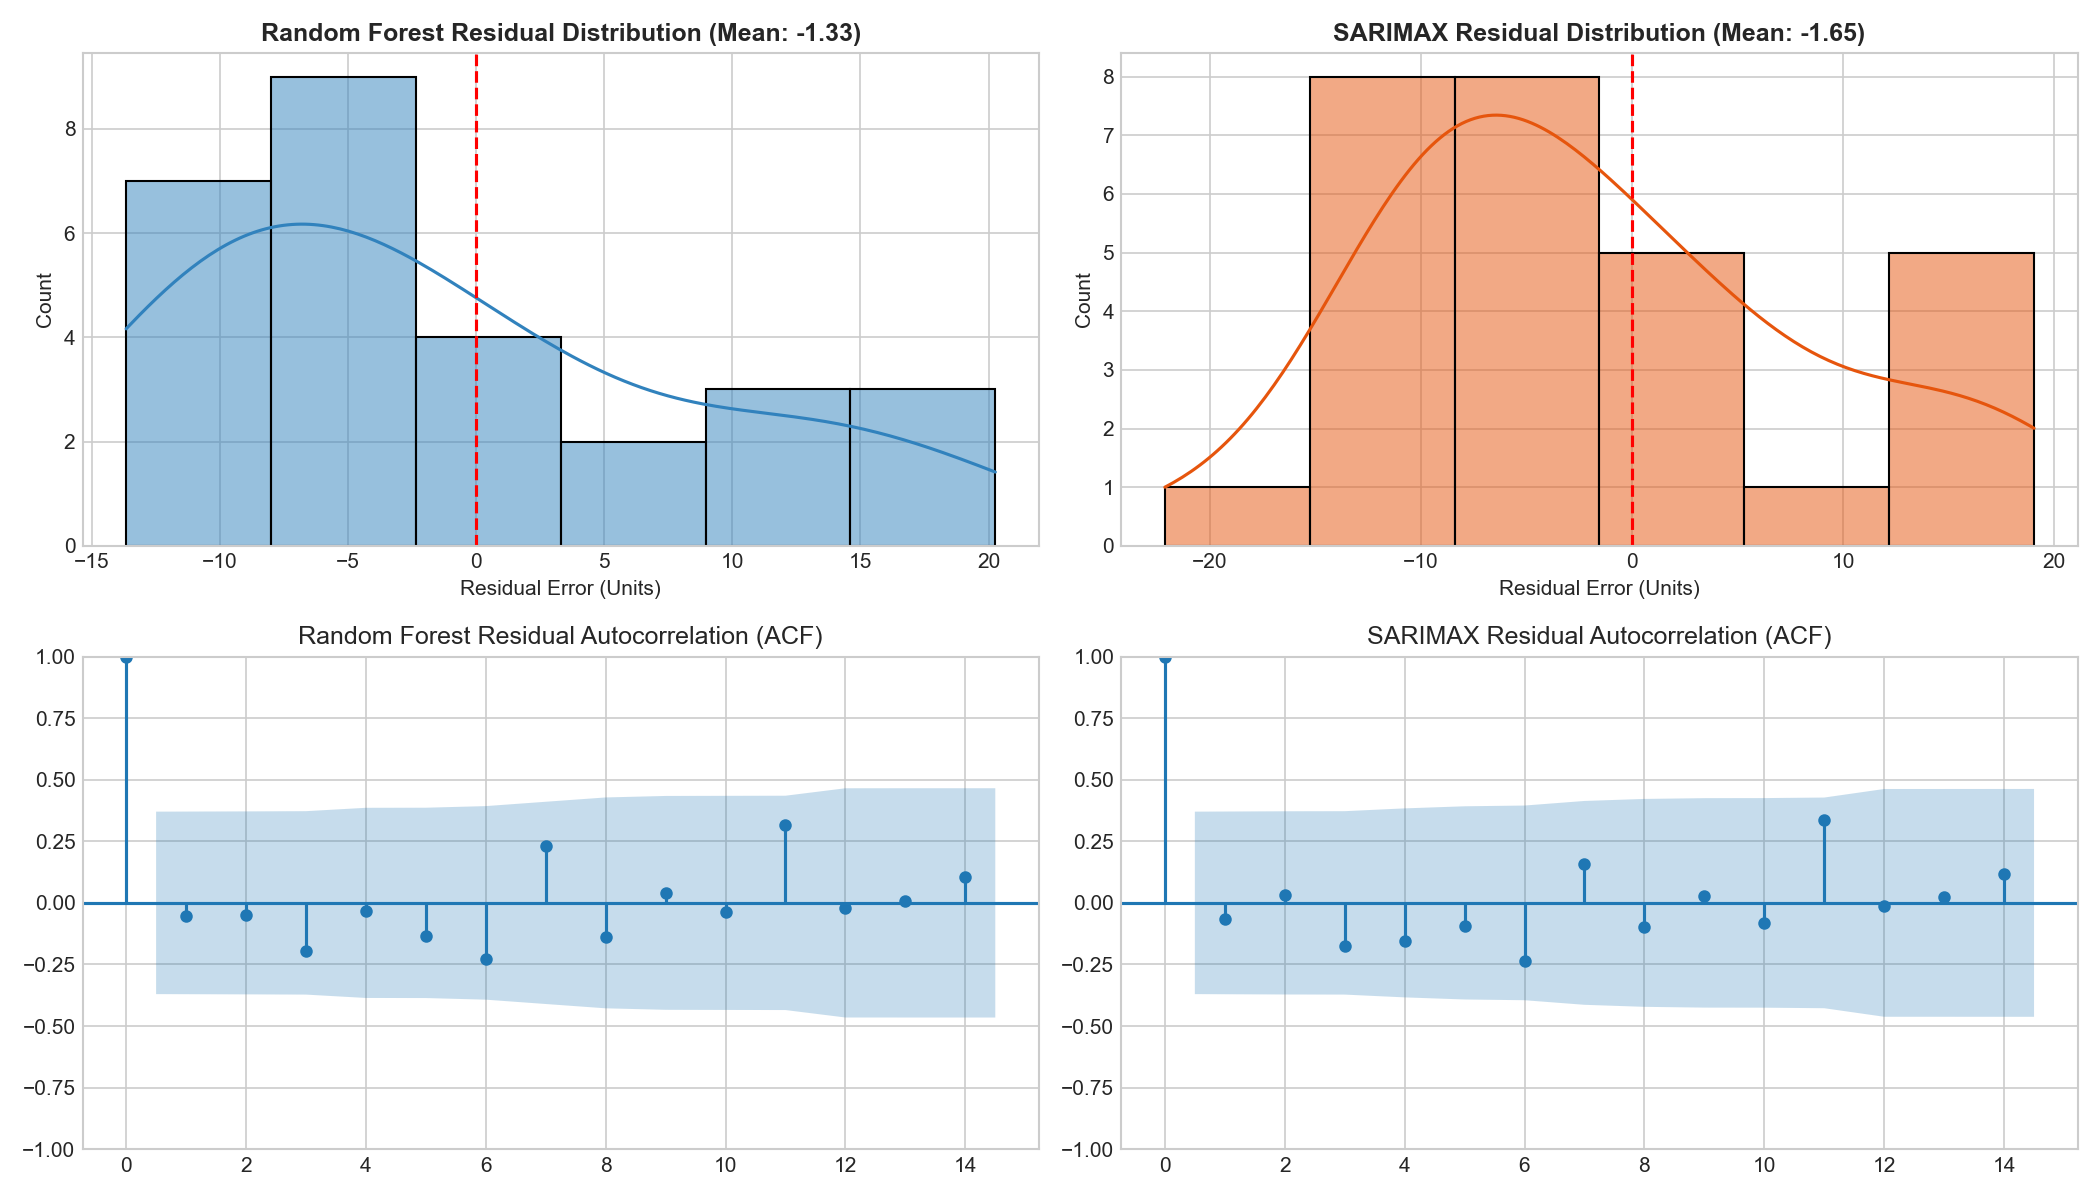 Random Forest Residual Distribution (Mean: -1.33)
Count
8
6
4
2
0
−15 −10 −5 0 5 10 15 20
Residual Error (Units)
SARIMAX Residual Distribution (Mean: -1.65)
Count
8
7
6
5
4
3
2
1
0
−20 −10 0 10 20
Residual Error (Units)
Random Forest Residual Autocorrelation (ACF)
1.00
0.75
0.50
0.25
0.00
−0.25
−0.50
−0.75
−1.00
0 2 4 6 8 10 12 14
SARIMAX Residual Autocorrelation (ACF)
1.00
0.75
0.50
0.25
0.00
−0.25
−0.50
−0.75
−1.00
0 2 4 6 8 10 12 14